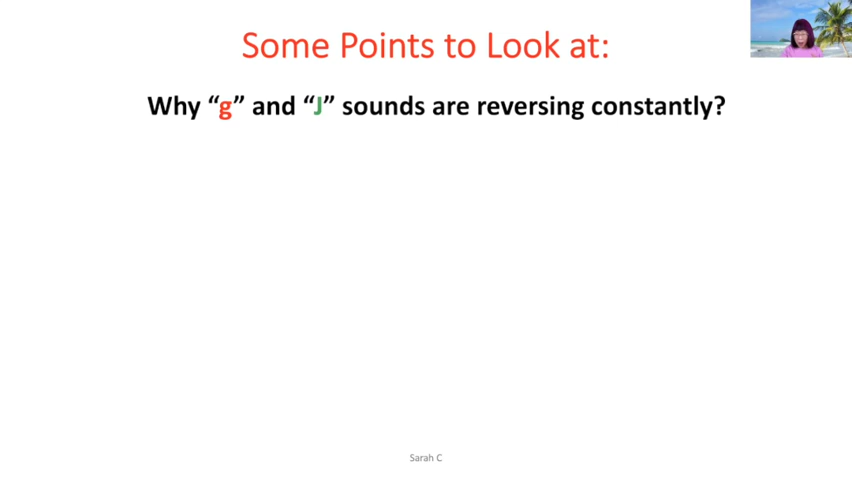 Some Points to Look at:
Why “g” and “J” sounds are reversing constantly?
Sarah C